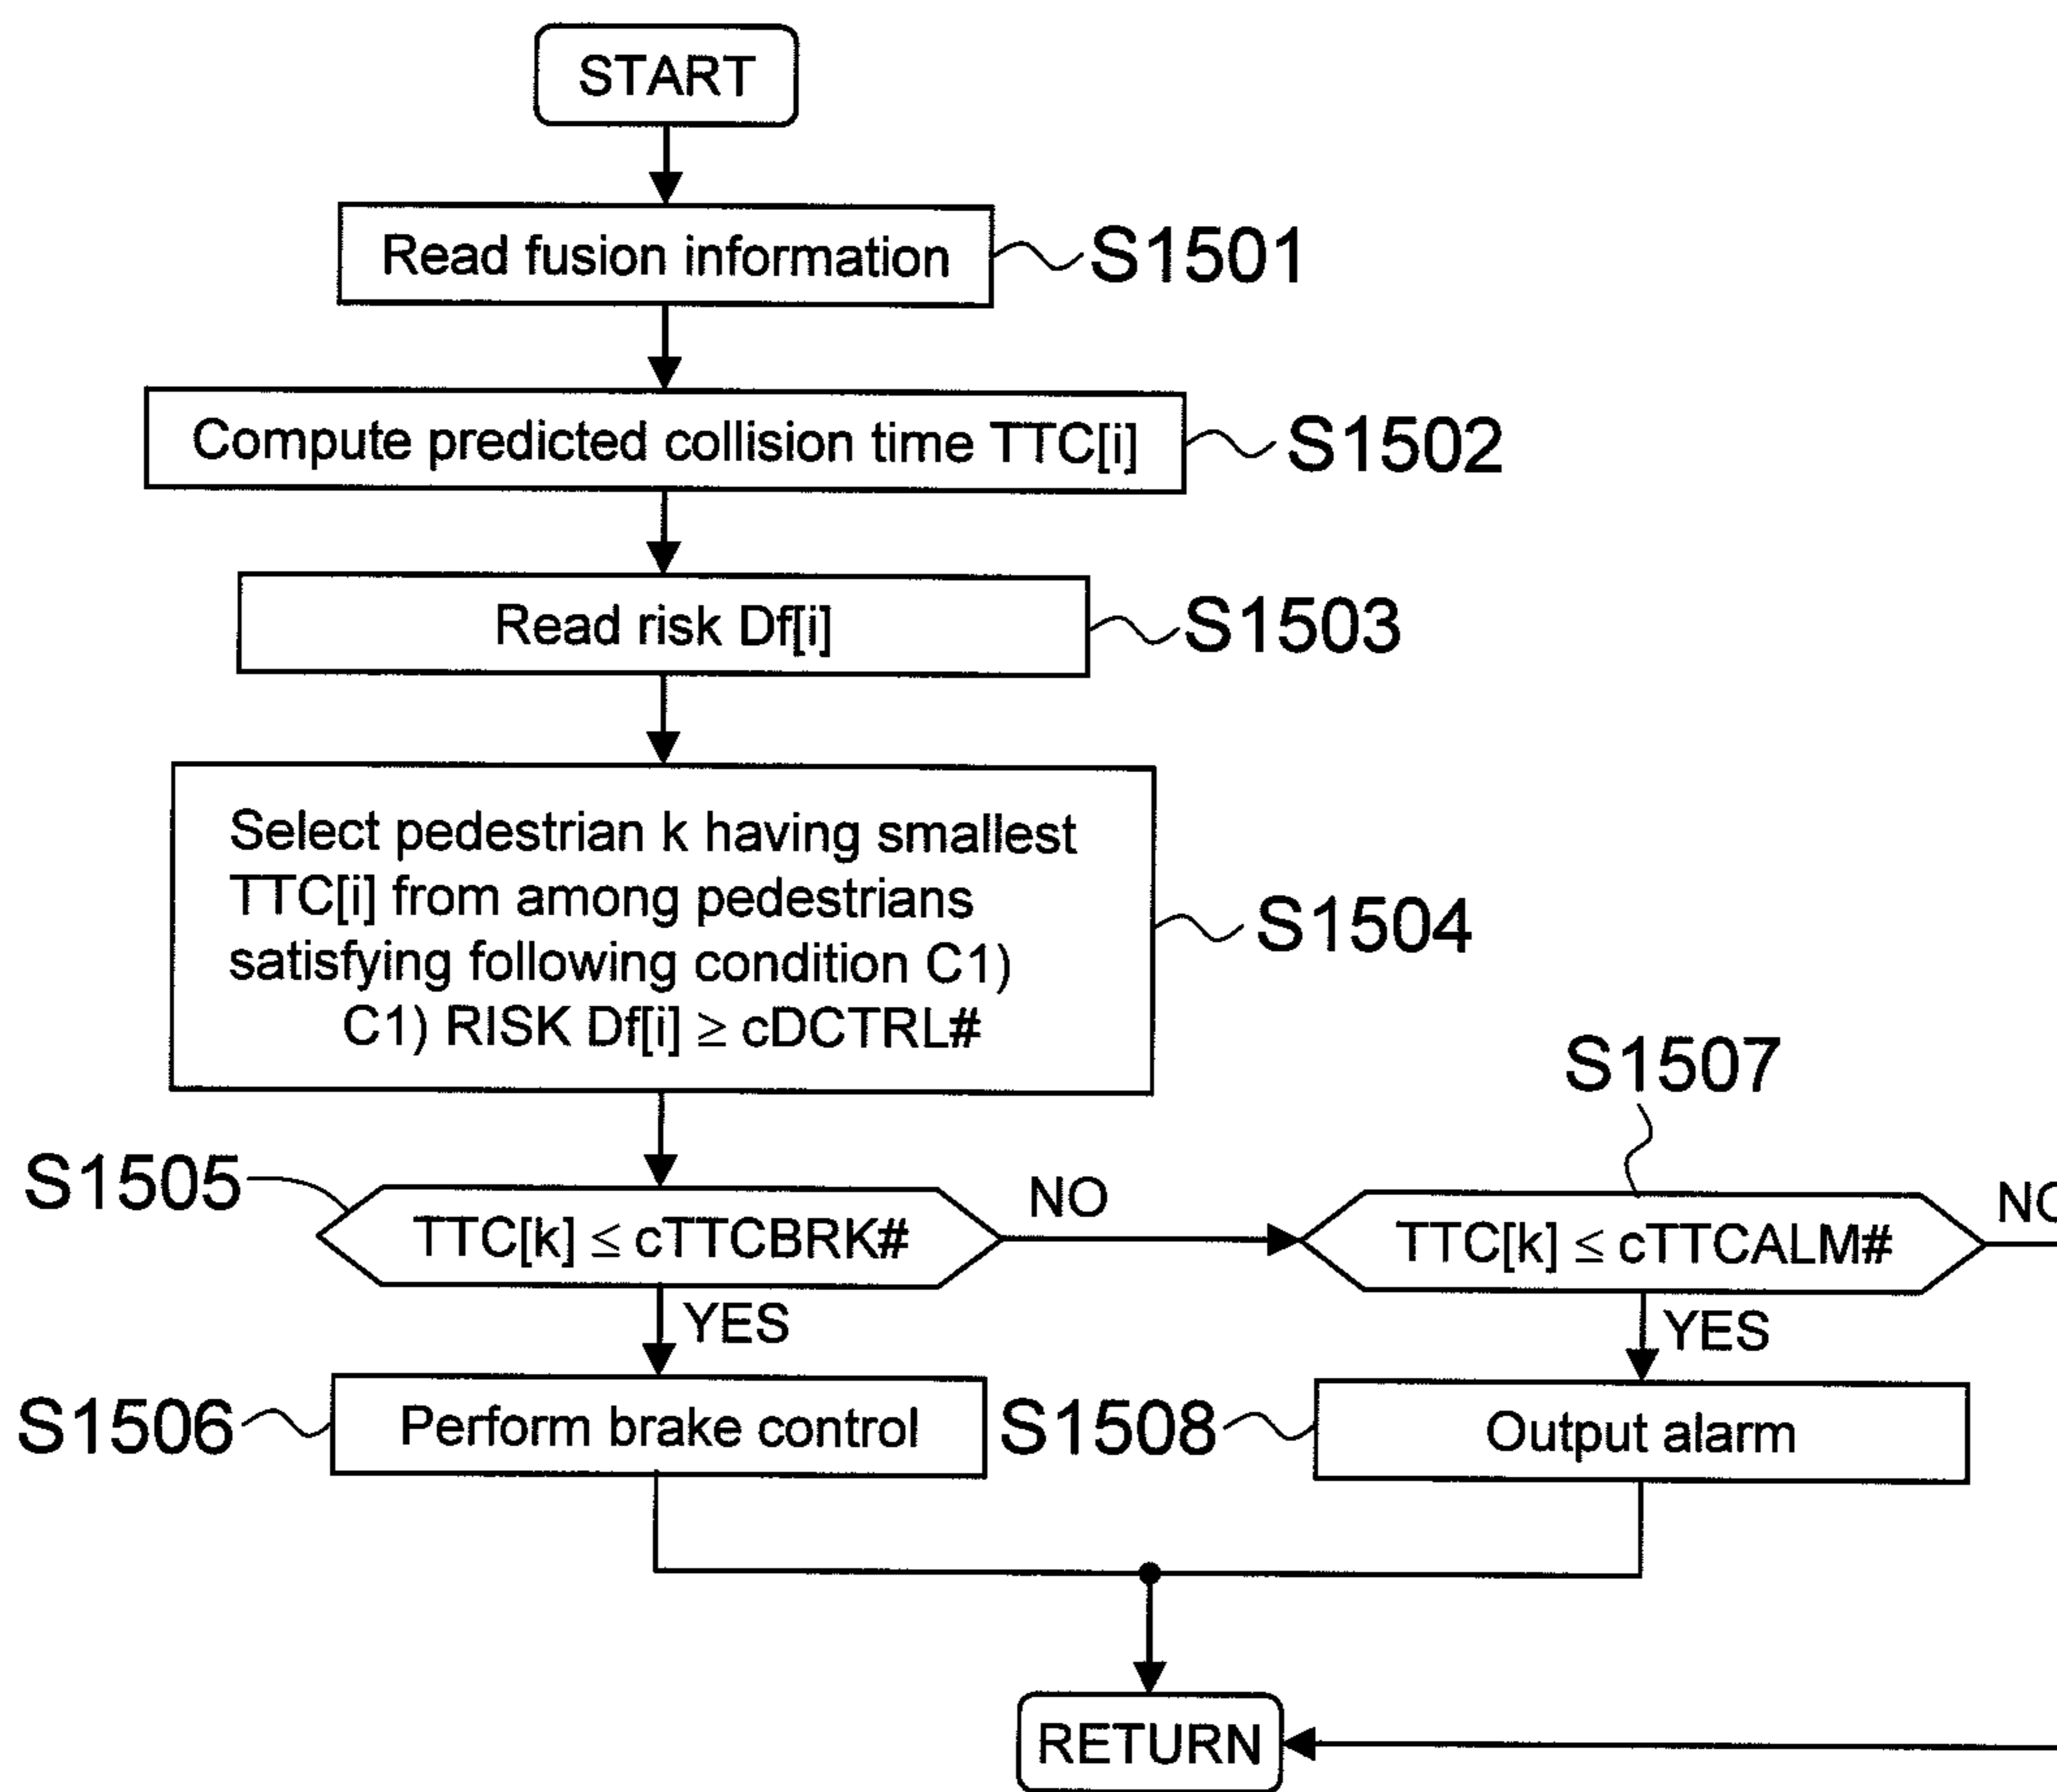 START
Read fusion information
S1501
Compute predicted collision time TTC[i]
S1502
Read risk Df[i]
S1503
Select pedestrian k having smallest
TTC[i] from among pedestrians
satisfying following condition C1)
C1) RISK Df[i] ≥ cDCTRL#
S1504
S1505
TTC[k] ≤ cTTCBRK#
NO
S1507
TTC[k] ≤ cTTCALM#
NO
YES
YES
S1506
Perform brake control
S1508
Output alarm
RETURN